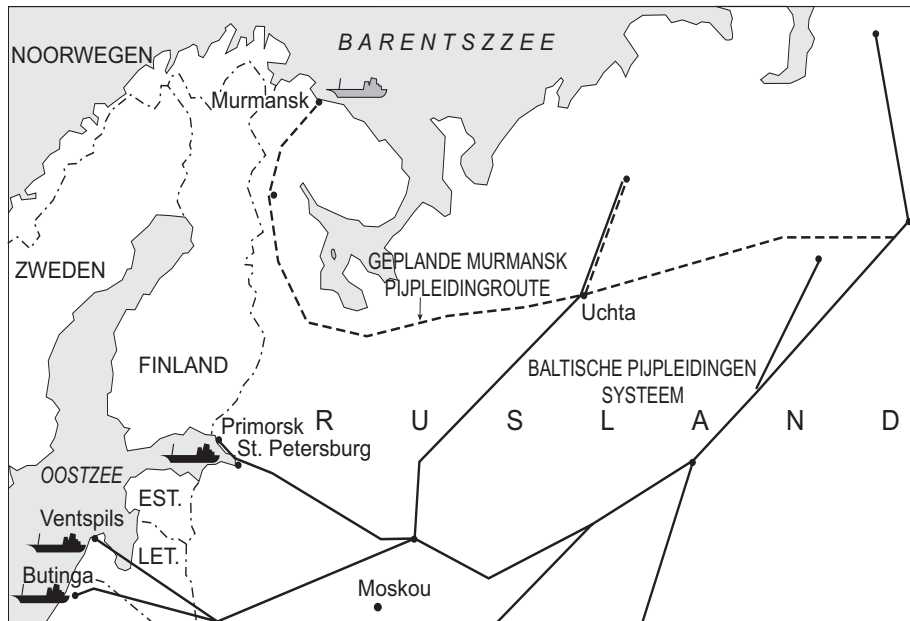 BARENTSZZEE
NOORWEGEN
Murmansk
ZWEDEN
GEPLANDE MURMANSK
PIJPLEIDINGROUTE
Uchta
FINLAND
BALTISCHE PIJPLEIDINGEN
SYSTEEM
RUSLAND
Primorsk
St. Petersburg
OOSTZEE
EST.
Ventspils
LET.
Butinga
Moskou